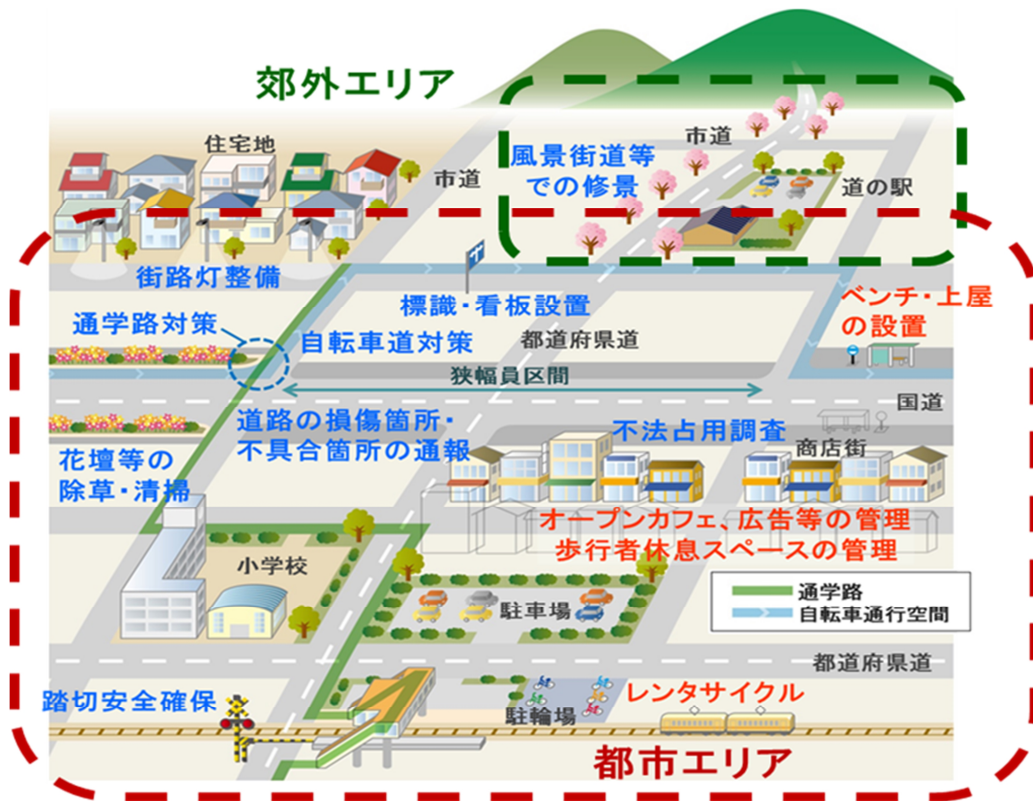 郊外エリア
住宅地
市道
市道
風景街道等
での修景
道の駅
街路灯整備
標識・看板設置
ベンチ・上屋
の設置
通学路対策
自転車道対策
都道府県道
狭幅員区間
国道
道路の損傷箇所・
不具合箇所の通報
不法占用調査
商店街
花壇等の
除草・清掃
オープンカフェ、広告等の管理
歩行者休息スペースの管理
小学校
通学路
自転車通行空間
駐車場
都道府県道
踏切安全確保
駐輪場
レンタサイクル
都市エリア